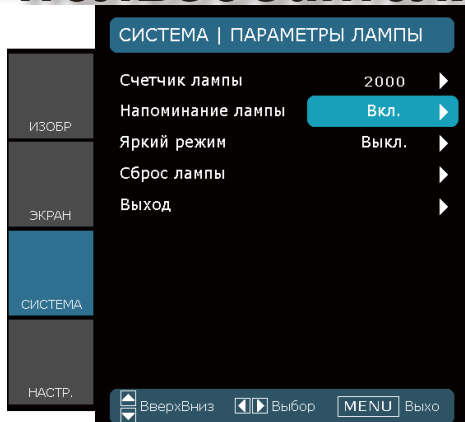 СИСТЕМА | ПАРАМЕТРЫ ЛАМПЫ
Счетчик лампы 2000
Напоминание лампы Вкл.
Яркий режим Выкл.
Сброс лампы
Выход
ИЗОБР
ЭКРАН
СИСТЕМА
НАСТР.
ВверхВниз Выбор MENU Выхо